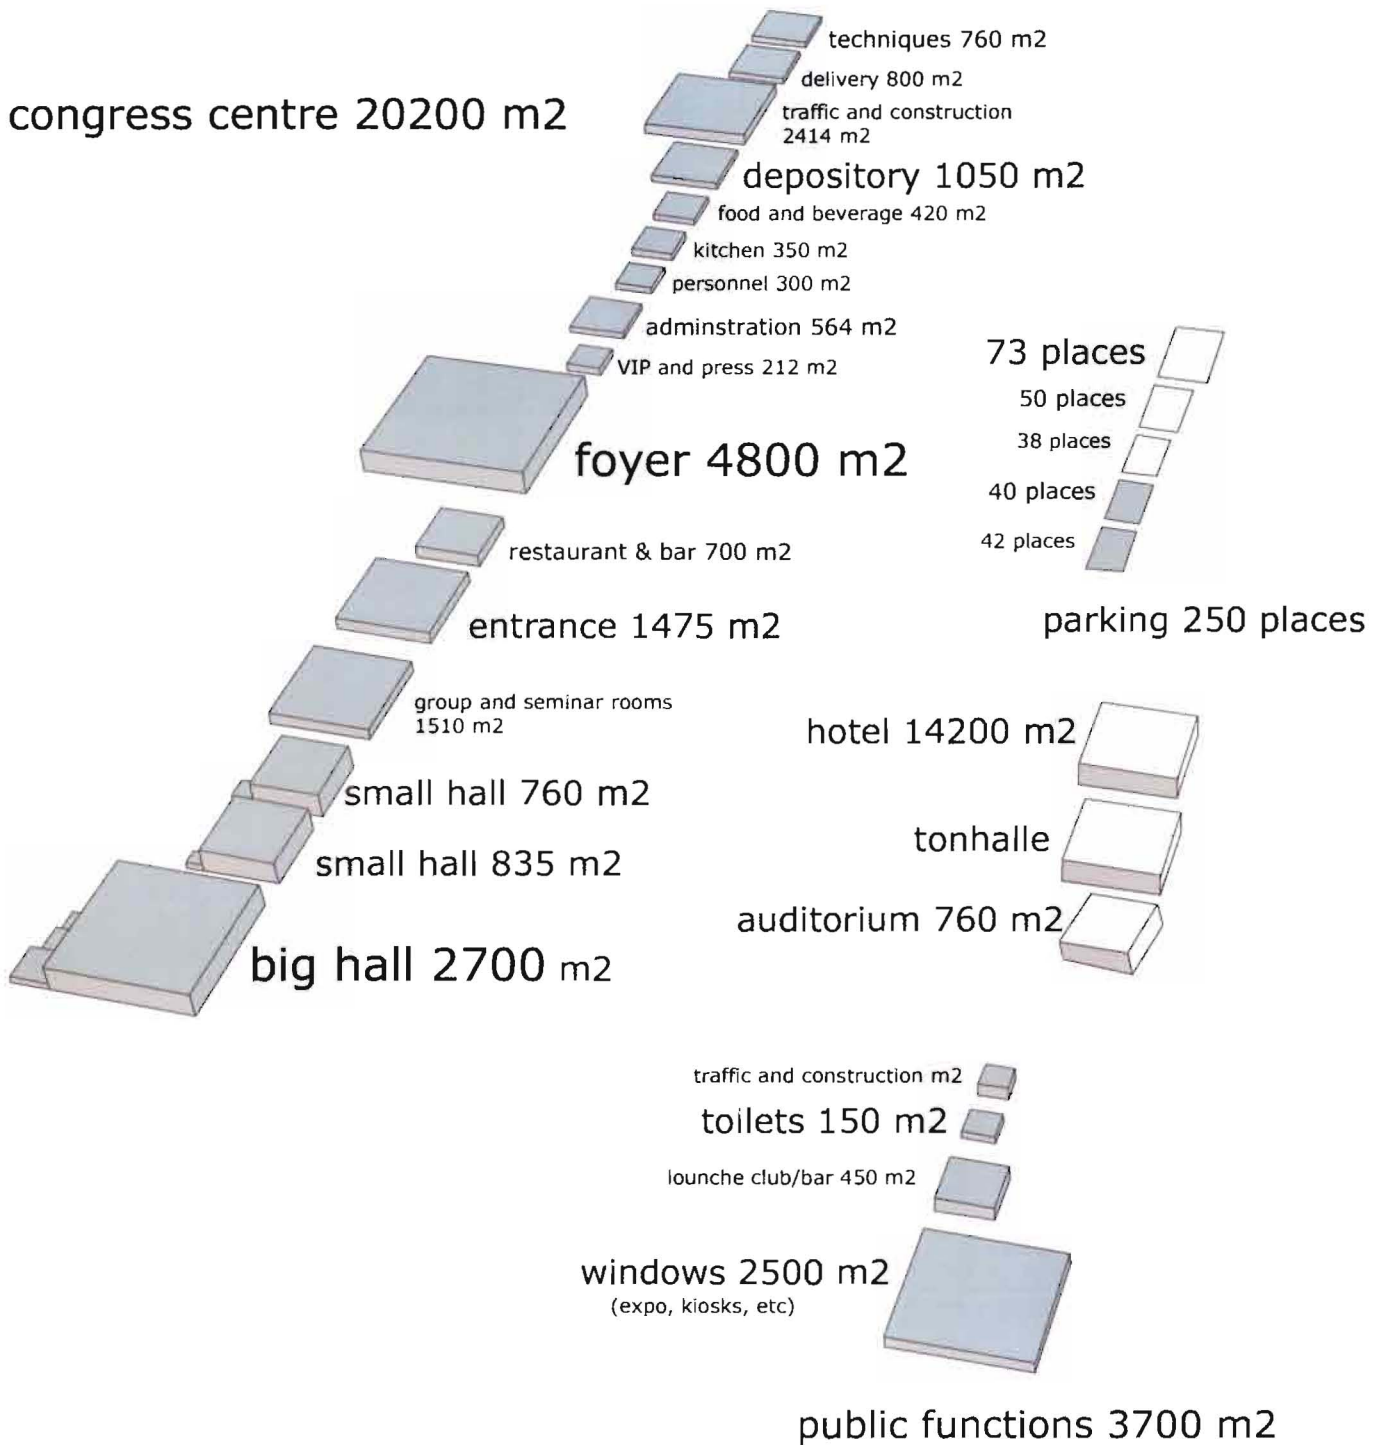 congress centre 20200 m2
techniques 760 m2
delivery 800 m2
traffic and construction
2414 m2
depository 1050 m2
food and beverage 420 m2
kitchen 350 m2
personnel 300 m2
adminstration 564 m2
VIP and press 212 m2
foyer 4800 m2
restaurant & bar 700 m2
entrance 1475 m2
group and seminar rooms
1510 m2
small hall 760 m2
small hall 835 m2
big hall 2700 m2
73 places
50 places
38 places
40 places
42 places
parking 250 places
hotel 14200 m2
tonhalle
auditorium 760 m2
traffic and construction m2
toilets 150 m2
lounche club/bar 450 m2
windows 2500 m2
(expo, kiosks, etc)
public functions 3700 m2